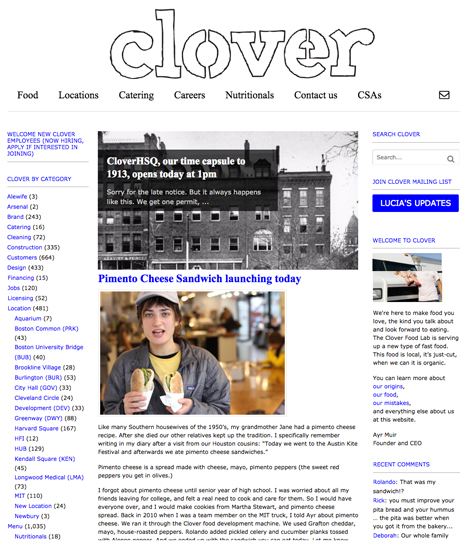 clover
Food Locations Catering Careers Nutritionals Contact us CSAs
WELCOME NEW CLOVER
EMPLOYEES (NOW HIRING,
APPLY IF INTERESTED IN
JOINING)
CLOVER BY CATEGORY
Alewife (3)
Arsenal (2)
Brand (243)
Catering (16)
Cleaning (72)
Construction (335)
Customers (664)
Design (433)
Financing (15)
Jobs (120)
Licensing (52)
Location (481)
Aquarium (7)
Boston Common (PRK)
(43)
Boston University Bridge
(BUB) (40)
Brookline Village (28)
Burlington (BUR) (53)
City Hall (GOV) (33)
Cleveland Circle (24)
Development (DEV) (33)
Greenway (DWY) (88)
Harvard Square (167)
HFI (12)
HUB (129)
Kendall Square (KEN)
(45)
Longwood Medical (LMA)
(73)
MIT (110)
New Location (24)
Newbury (3)
Menu (1,035)
Nutritionals (18)
CloverHSQ, our time capsule to
1913, opens today at 1pm
Sorry for the late notice. But it always happens
like this. We get one permit, ...
Pimento Cheese Sandwich launching today
Like many Southern housewives of the 1950's, my grandmother Jane had a pimento cheese
recipe. After she died our other relatives kept up the tradition. I specifically remember
writing in my diary after a visit from our Houston cousins: "Today we went to the Austin Kite
Festival and afterwards we ate pimento cheese sandwiches."
Pimento cheese is a spread made with cheese, mayo, pimento peppers (the sweet red
peppers you get in olives.)
I forgot about pimento cheese until senior year of high school. I was worried about all my
friends leaving for college, and felt a real need to cook and care for them. So I would have
everyone over, and I would make cookies from Martha Stewart, and pimento cheese
spread. Back in 2010 when I was a team member on the MIT truck, I told Ayr about pimento
cheese. We ran it through the Clover food development machine. We used Grafton cheddar,
mayo, house-roasted peppers. Rolando added pickled celery and cucumber planks tossed
SEARCH CLOVER
Search...
JOIN CLOVER MAILING LIST
LUCIA'S UPDATES
WELCOME TO CLOVER
We're here to make food you
love, the kind you talk about
and look forward to eating.
The Clover Food Lab is serving
up a new type of fast food.
This food is local, it's just-cut,
when we can it is organic.
You can learn more about
our origins,
our food,
our mistakes,
and everything else about us
at this website.
Ayr Muir
Founder and CEO
RECENT COMMENTS
Rolando: That was my
sandwich!?
Rick: you must improve your
pita bread and your hummus
... the pita was better when
you got it from the bakery...
Deborah: Our whole family